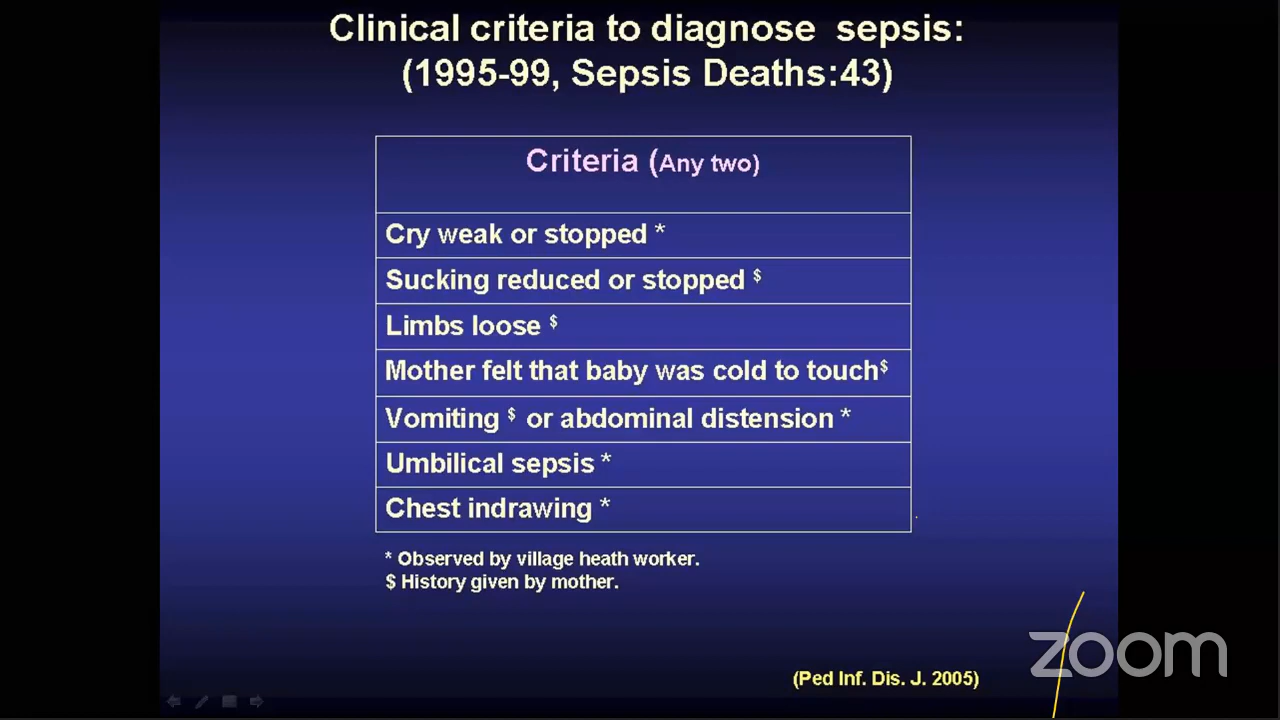 Clinical criteria to diagnose sepsis:
(1995-99, Sepsis Deaths:43)
Criteria (Any two)
Cry weak or stopped *
Sucking reduced or stopped $
Limbs loose $
Mother felt that baby was cold to touch$
Vomiting $ or abdominal distension *
Umbilical sepsis *
Chest indrawing *
* Observed by village heath worker.
$ History given by mother.
(Ped Inf. Dis. J. 2005)
zoom